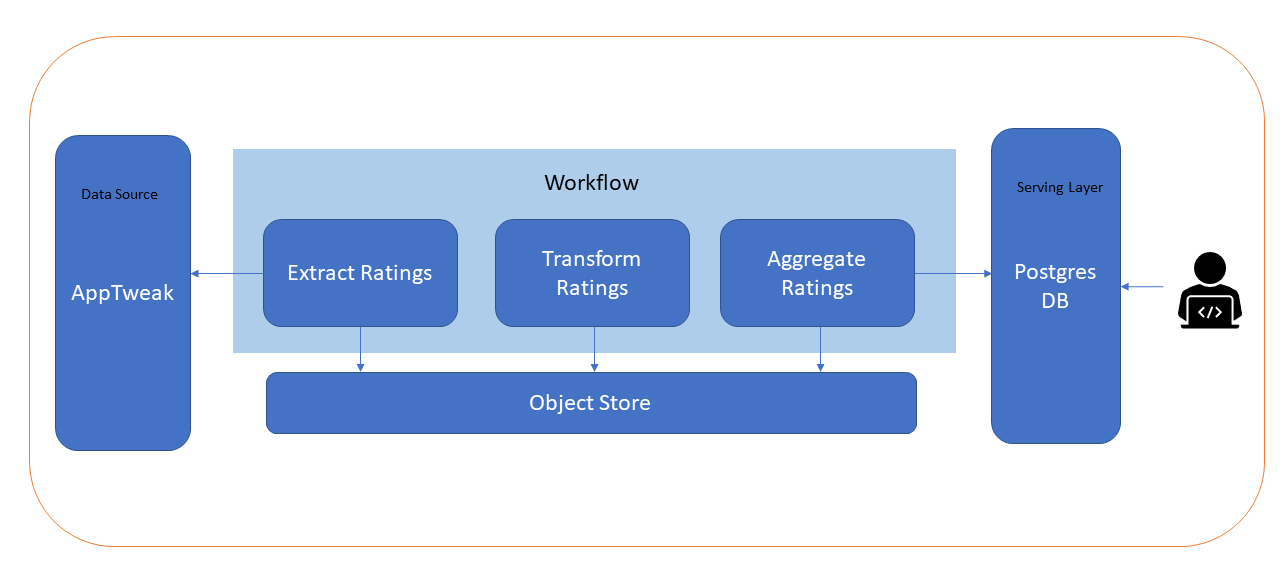 Data Source
AppTweak
Workflow
Extract Ratings
Transform
Ratings
Aggregate
Ratings
Object Store
Serving Layer
Postgres
DB
</>